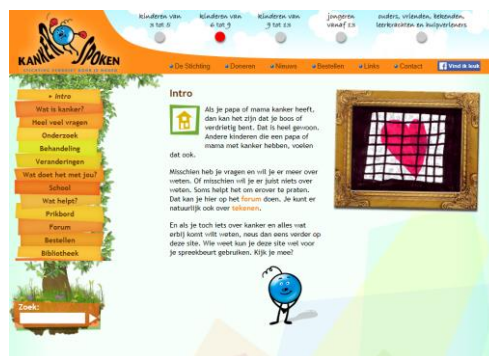 kinderen van
3 tot 5
kinderen van
6 tot 9
kinderen van
9 tot 12
jongeren
vanaf 12
ouders, vrienden, bekenden,
leerkrachten en hulpverleners
KANKERSPOKEN
De Stichting
Doneren
Nieuws
Bestellen
Links
Contact
Vind ik leuk
Intro
Wat is kanker?
Heel veel vragen
Onderzoek
Behandeling
Veranderingen
Wat doet het met jou?
School
Wat helpt?
Prikbord
Forum
Bestellen
Bibliotheek
Zoek:
Intro
Als je papa of mama kanker heeft,
dan kan het zijn dat je boos of
verdrietig bent. Dat is heel gewoon.
Andere kinderen die een papa of
mama met kanker hebben, voelen
dat ook.
Misschien heb je vragen en wil je er meer over
weten. Of misschien wil je er juist niets over
weten. Soms helpt het om erover te praten.
Dat kan je hier op het forum doen. Je kunt er
natuurlijk ook over tekenen.
En als je toch iets over kanker en alles wat
erbij komt wilt weten, neus dan eens verder op
deze site. Wie weet kun je deze site wel voor
je spreekbeurt gebruiken. Kijk je mee?